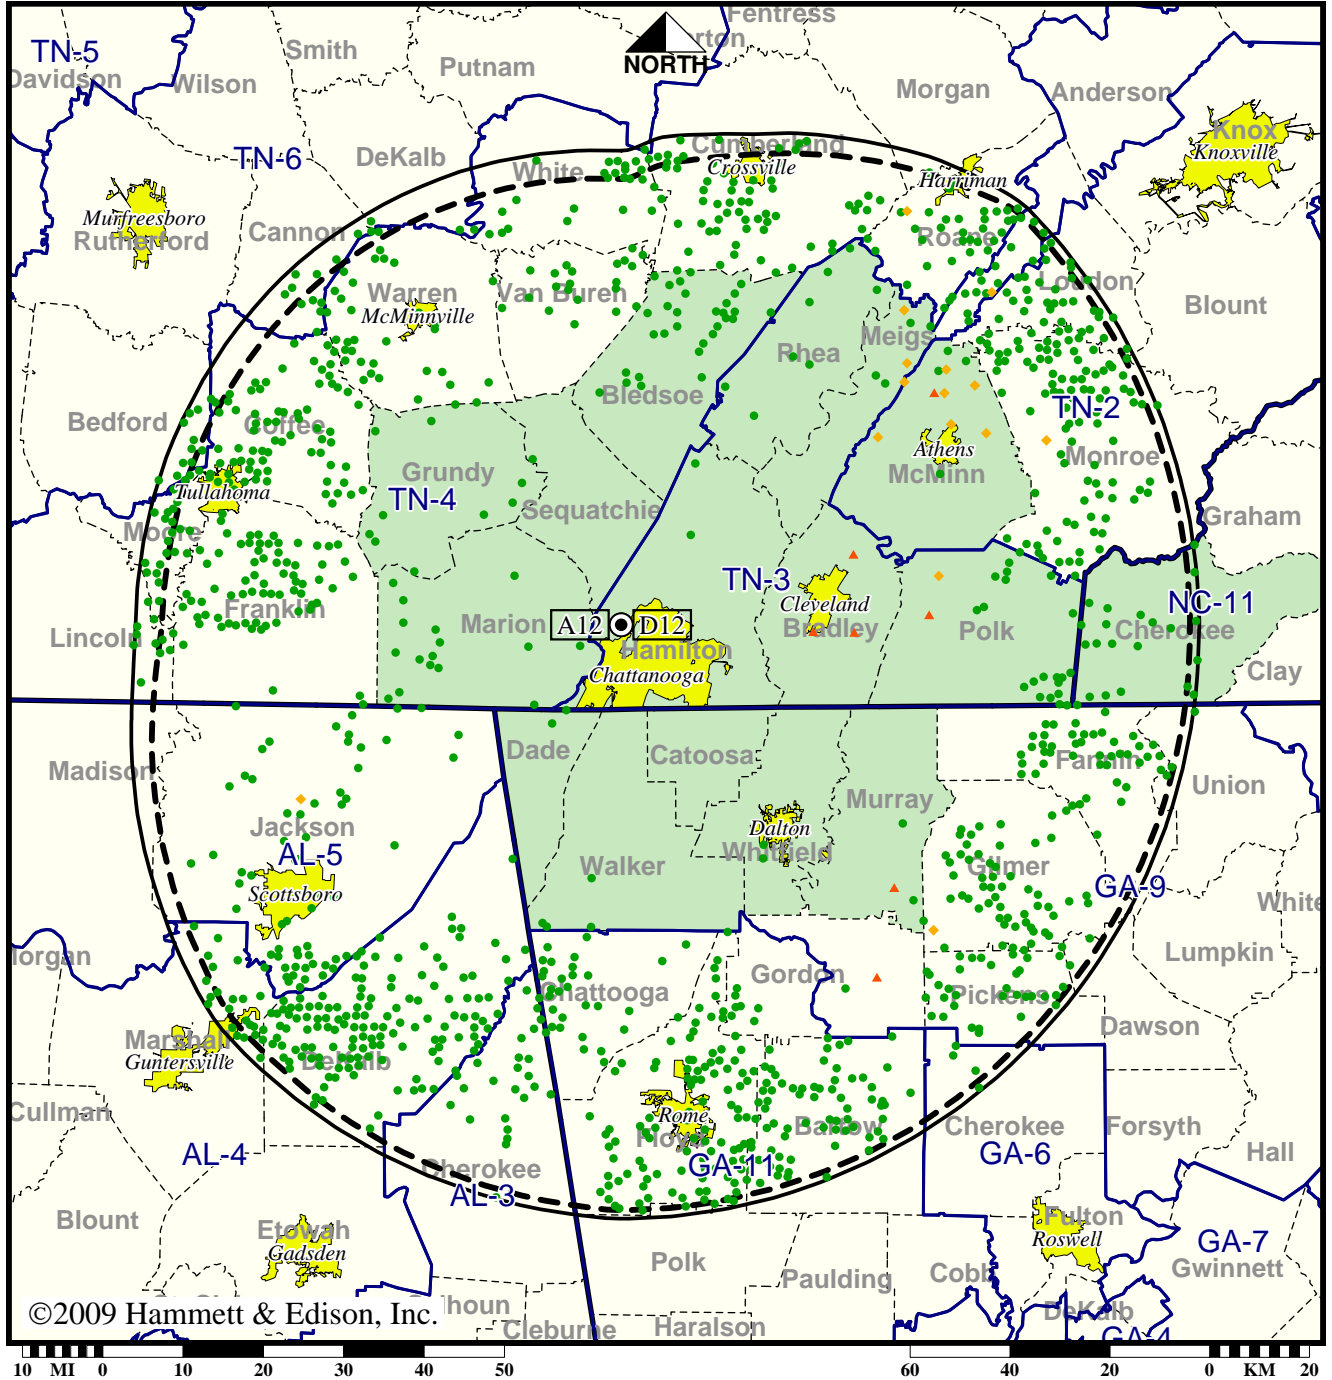 Fentress
TN-5
Smith
rton
Davidson
Wilson
Putnam
NORTH
Morgan
Anderson
Knox
Knoxville
TN-6
DeKalb
White
Cumberland
Crossville
Harriman
Murfreesboro
Rutherford
Cannon
Roane
Loudon
Warren
McMinnville
Van Buren
Blount
Meigs
Rhea
Bledsoe
TN-2
Bedford
Coffee
Athens
McMinn
Monroe
Grundy
TN-4
Tullahoma
Sequatchie
Moore
Graham
TN-3
Cleveland
NC-11
Franklin
Marion
A12
D12
Bradley
Polk
Cherokee
Lincoln
Hamilton
Chattanooga
Clay
Dade
Catoosa
Fannin
Madison
Union
Murray
Jackson
Dalton
Whitfield
AL-5
Walker
Gilmer
GA-9
Scottsboro
White
Morgan
Lumpkin
Gordon
Chattooga
Pickens
Dawson
Marshall
Guntersville
DeKalb
Cullman
Rome
Floyd
Bartow
Cherokee
Forsyth
AL-4
GA-6
Hall
Cherokee
GA-11
AL-3
Blount
Etowah
Gadsden
Fulton
Roswell
GA-7
Gwinnett
Polk
Paulding
Cobb
©2009 Hammett & Edison, Inc.
lhoun
DeKalb
Cleburne
Haralson
GA-4
10 MI 0 10 20 30 40 50
60 40 20 0 KM 20